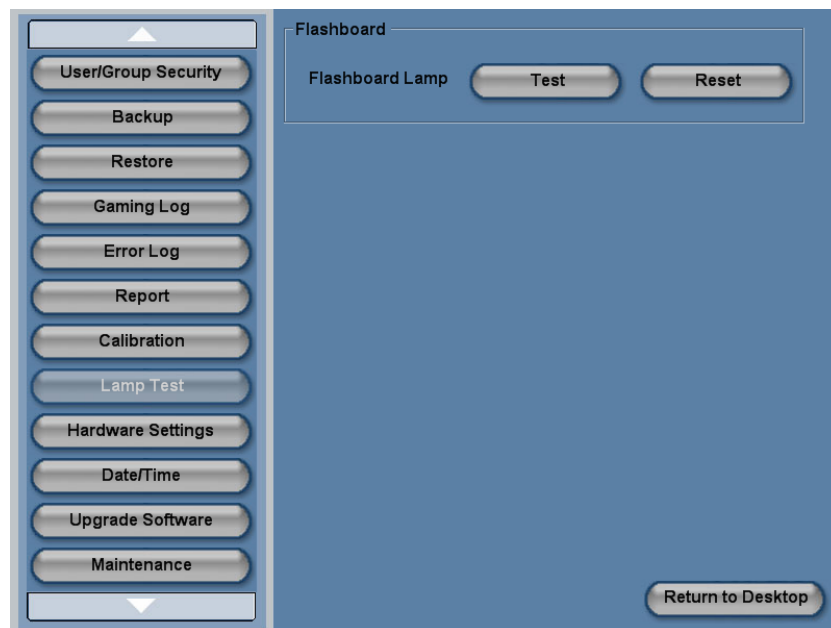 User/Group Security
Backup
Restore
Gaming Log
Error Log
Report
Calibration
Lamp Test
Hardware Settings
Date/Time
Upgrade Software
Maintenance
Flashboard
Flashboard Lamp Test Reset
Return to Desktop